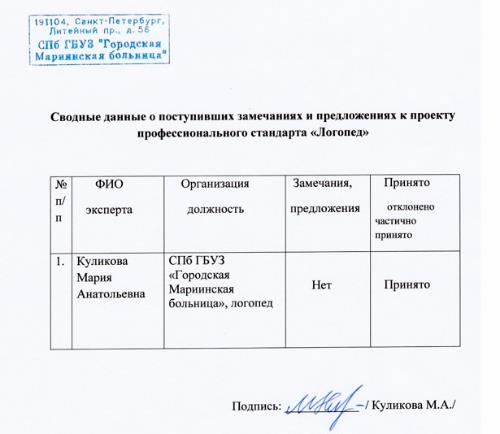 191104, Санкт-Петербург,
Литейный пр., д. 56
СПб ГБУЗ "Городская
Мариинская больница"
Сводные данные о поступивших замечаниях и предложениях к проекту
профессионального стандарта «Логопед»
№
п/
п
ФИО
эксперта
Организация
должность
Замечания,
предложения
Принято
отклонено
частично
принято
1.
Куликова
Мария
Анатольевна
СПб ГБУЗ
«Городская
Мариинская
больница», логопед
Нет
Принято
Подпись: /Куликова М.А./